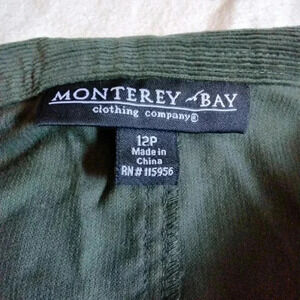 MONTEREY BAY
clothing company®
12P
Made in
China
RN# 115956